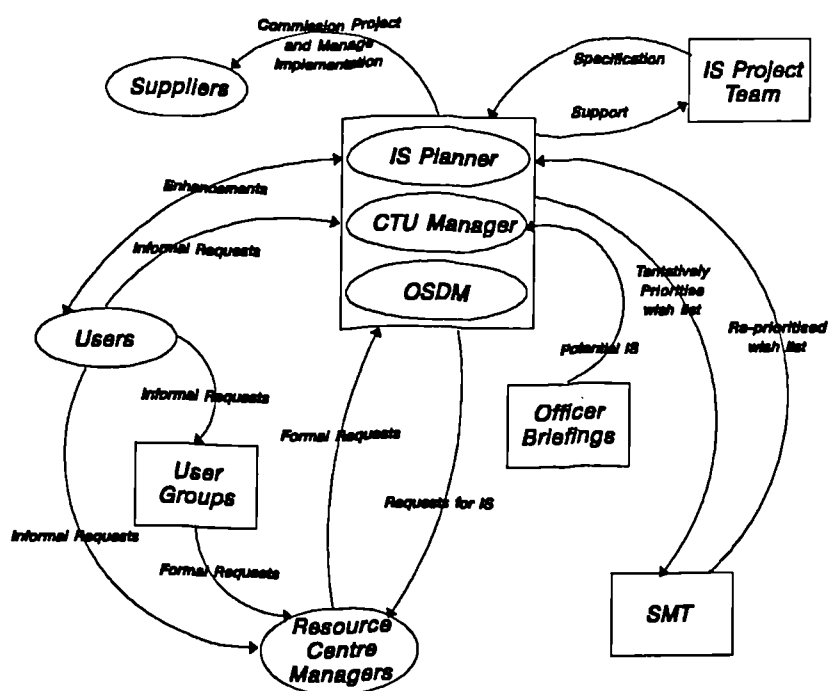 Commission Project
and Manage
Implementation
Suppliers
Specification
IS Project
Team
Support
IS Planner
Enhancements
CTU Manager
Informal Requests
OSDM
Tentatively
Prioritise
wish list
Users
Re-prioritised
wish list
Potential IS
Informal Requests
Officer
Briefings
Formal Requests
User
Groups
Requests for IS
Informal Requests
Formal Requests
SMT
Resource
Centre
Managers